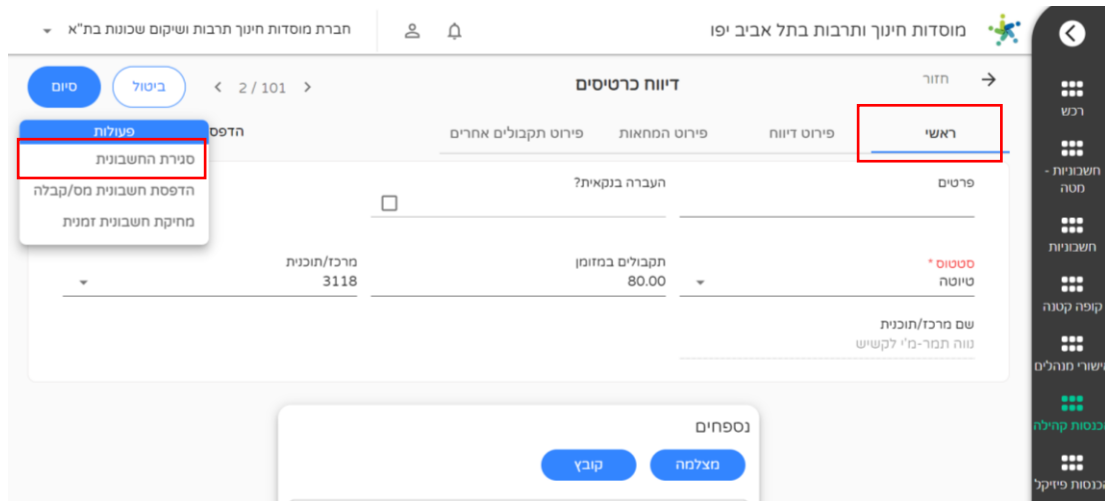 מוסדות חינוך ותרבות בתל אביב יפו
חברת מוסדות חינוך תרבות ושיקום שכונות בת"א
חזור
דיווח כרטיסים
2 / 101
ביטול
סיום
ראשי
פירוט דיווח
פירוט המחאות
פירוט תקבולים אחרים
הדפס
פעולות
סגירת החשבונית
הדפסת חשבונית מס/קבלה
מחיקת חשבונית זמנית
פרטים
העברה בנקאית?
סטטוס *
טיוטה
תקבולים במזומן
80.00
מרכז/תוכנית
3118
שם מרכז/תוכנית
נווה תמר-מ'י לקשיש
נספחים
מצלמה
קובץ
רכש
חשבוניות -
מטה
חשבוניות
קופה קטנה
אישורי מנהלים
הכנסות קהילה
הכנסות פיזיקל